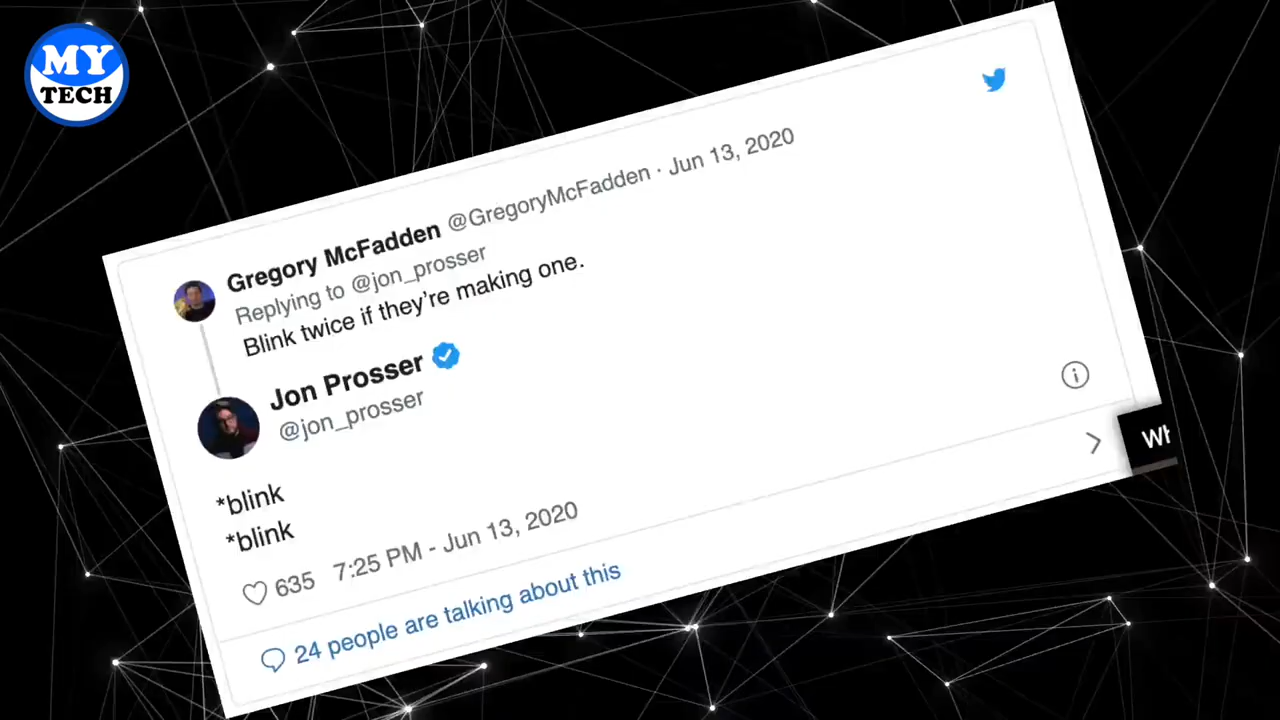 MY
TECH
Gregory McFadden @GregoryMcFadden · Jun 13, 2020
Replying to @jon_prosser
Blink twice if they're making one.
Jon Prosser
@jon_prosser
*blink
*blink
635 7:25 PM - Jun 13, 2020
24 people are talking about this